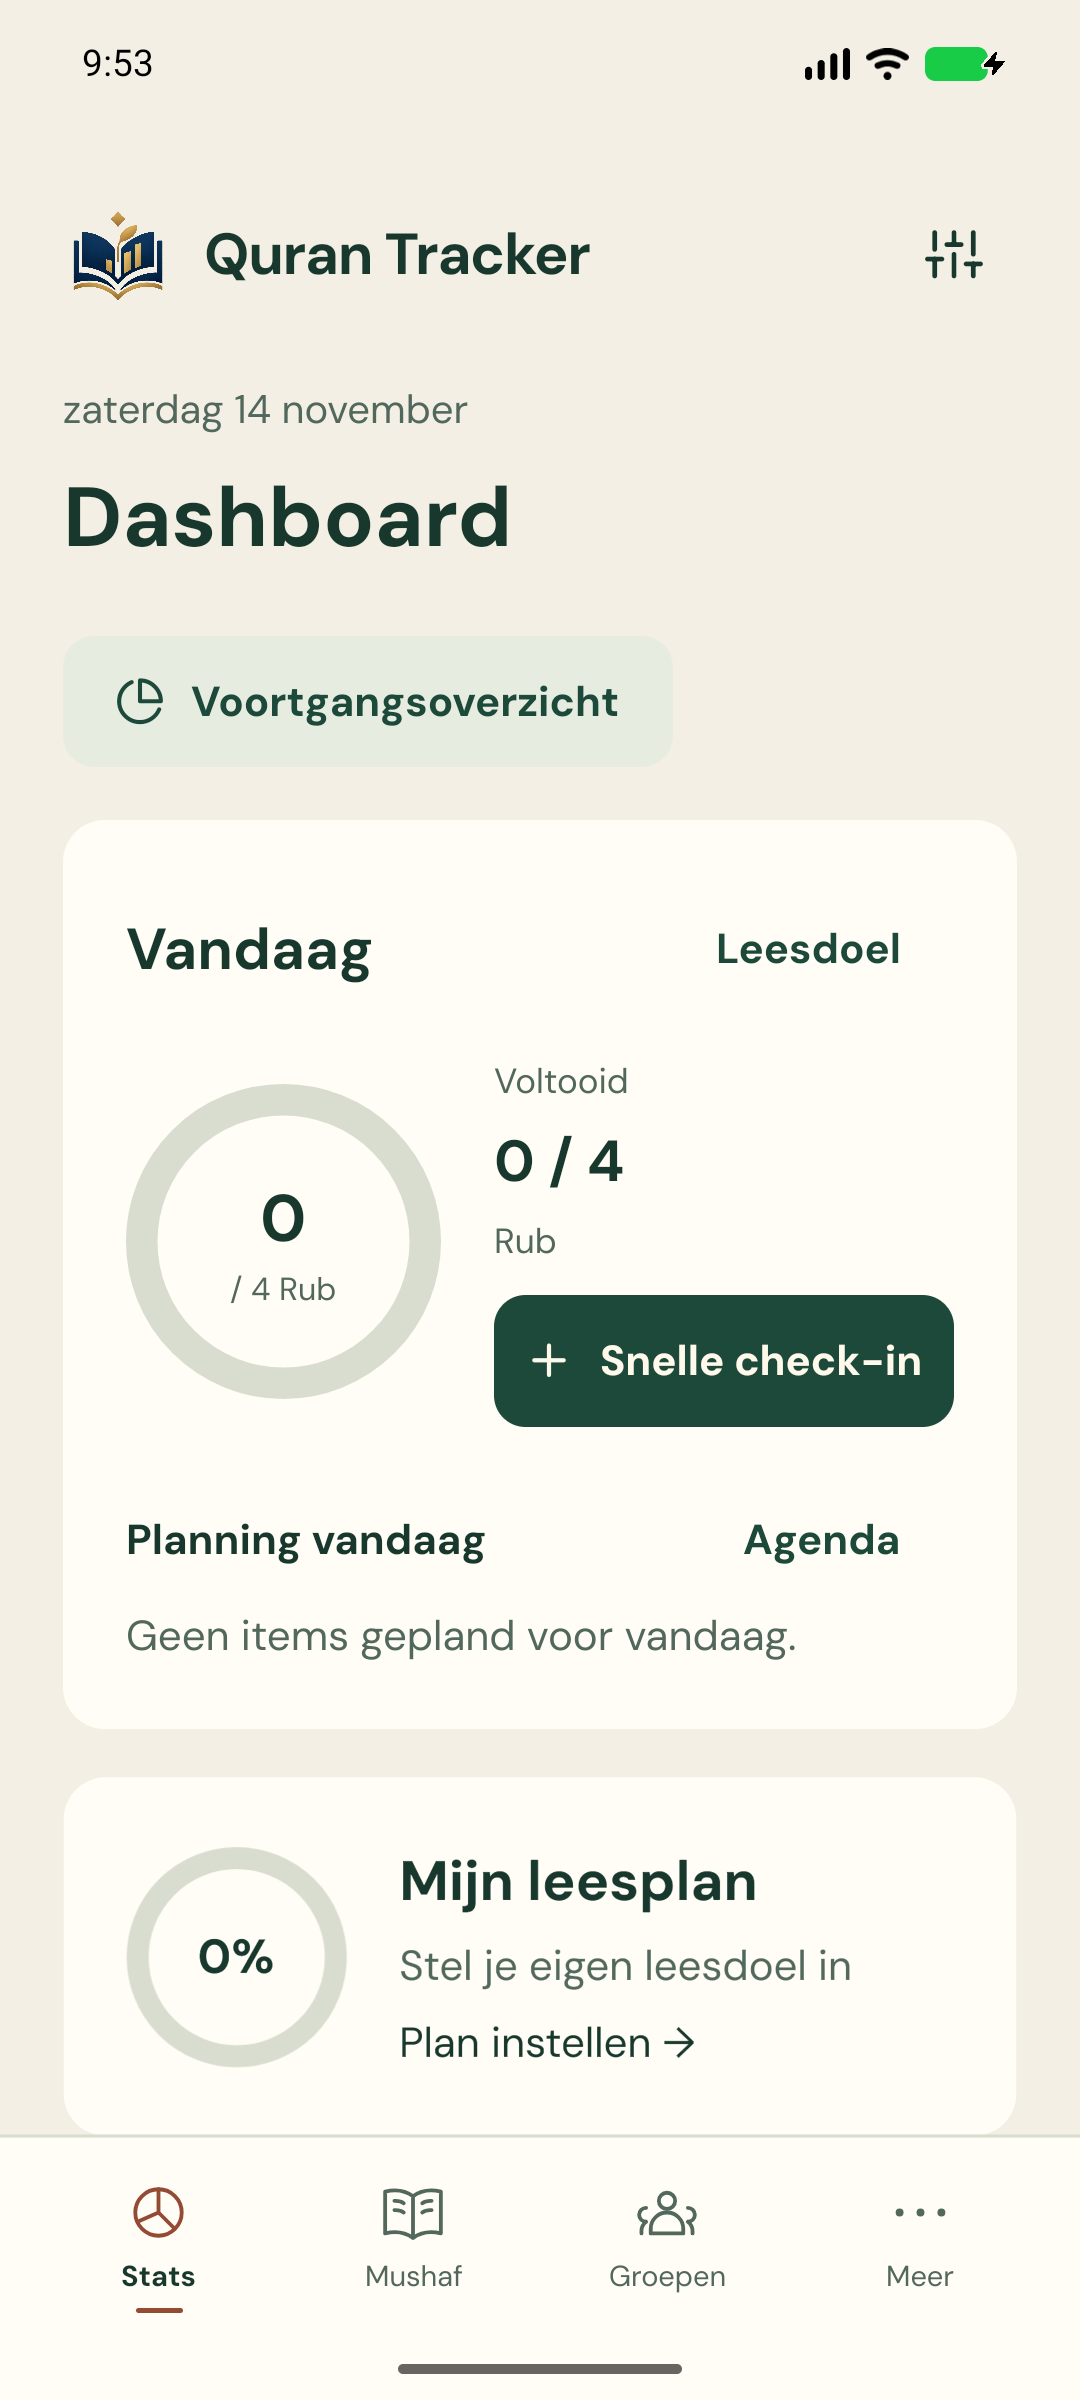 9:53
Quran Tracker
zaterdag 14 november
Dashboard
Voortgangsoverzicht
Vandaag
Leesdoel
0
/ 4 Rub
Voltooid
0 / 4
Rub
+ Snelle check-in
Planning vandaag
Agenda
Geen items gepland voor vandaag.
0%
Mijn leesplan
Stel je eigen leesdoel in
Plan instellen →
Stats
Mushaf
Groepen
Meer